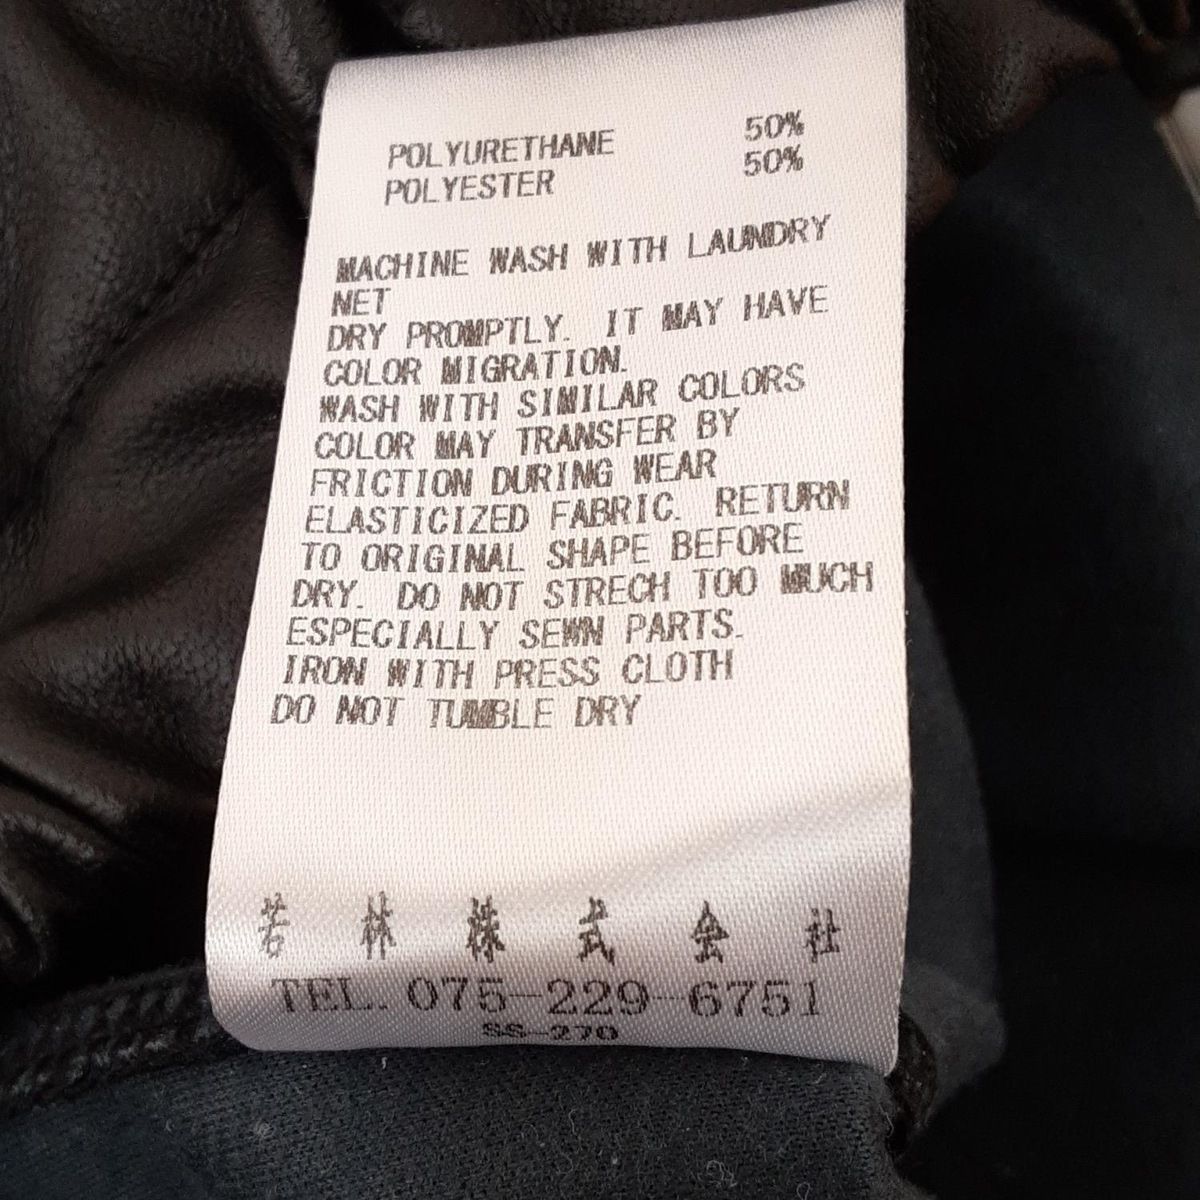 POLYURETHANE 50%
POLYESTER 50%
MACHINE WASH WITH LAUNDRY
NET
DRY PROMPTLY. IT MAY HAVE
COLOR MIGRATION.
WASH WITH SIMILAR COLORS
COLOR MAY TRANSFER BY
FRICTION DURING WEAR
ELASTICIZED FABRIC. RETURN
TO ORIGINAL SHAPE BEFORE
DRY. DO NOT STRECH TOO MUCH
ESPECIALLY SEWN PARTS.
IRON WITH PRESS CLOTH
DO NOT TUMBLE DRY
若林株式会社
TEL. 075-229-6751
SS-270